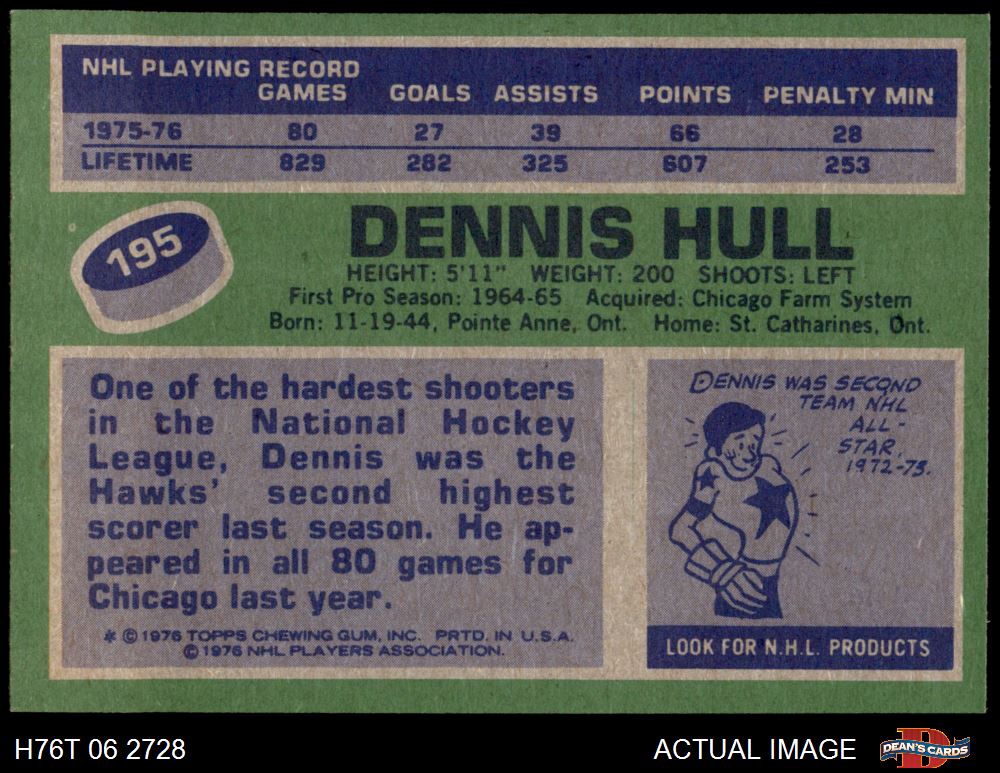 NHL PLAYING RECORD
GAMES GOALS ASSISTS POINTS PENALTY MIN
1975-76 80 27 39 66 28
LIFETIME 829 282 325 607 253
195
DENNIS HULL
HEIGHT: 5'11" WEIGHT: 200 SHOOTS: LEFT
First Pro Season: 1964-65 Acquired: Chicago Farm System
Born: 11-19-44, Pointe Anne, Ont. Home: St. Catharines, Ont.
One of the hardest shooters
in the National Hockey
League, Dennis was the
Hawks' second highest
scorer last season. He ap-
peared in all 80 games for
Chicago last year.
* © 1976 TOPPS CHEWING GUM, INC. PRTD. IN U.S.A.
© 1976 NHL PLAYERS ASSOCIATION.
DENNIS WAS SECOND
TEAM NHL
ALL-
STAR,
1972-73.
LOOK FOR N.H.L. PRODUCTS
H76T 06 2728
ACTUAL IMAGE
DEAN'S CARDS